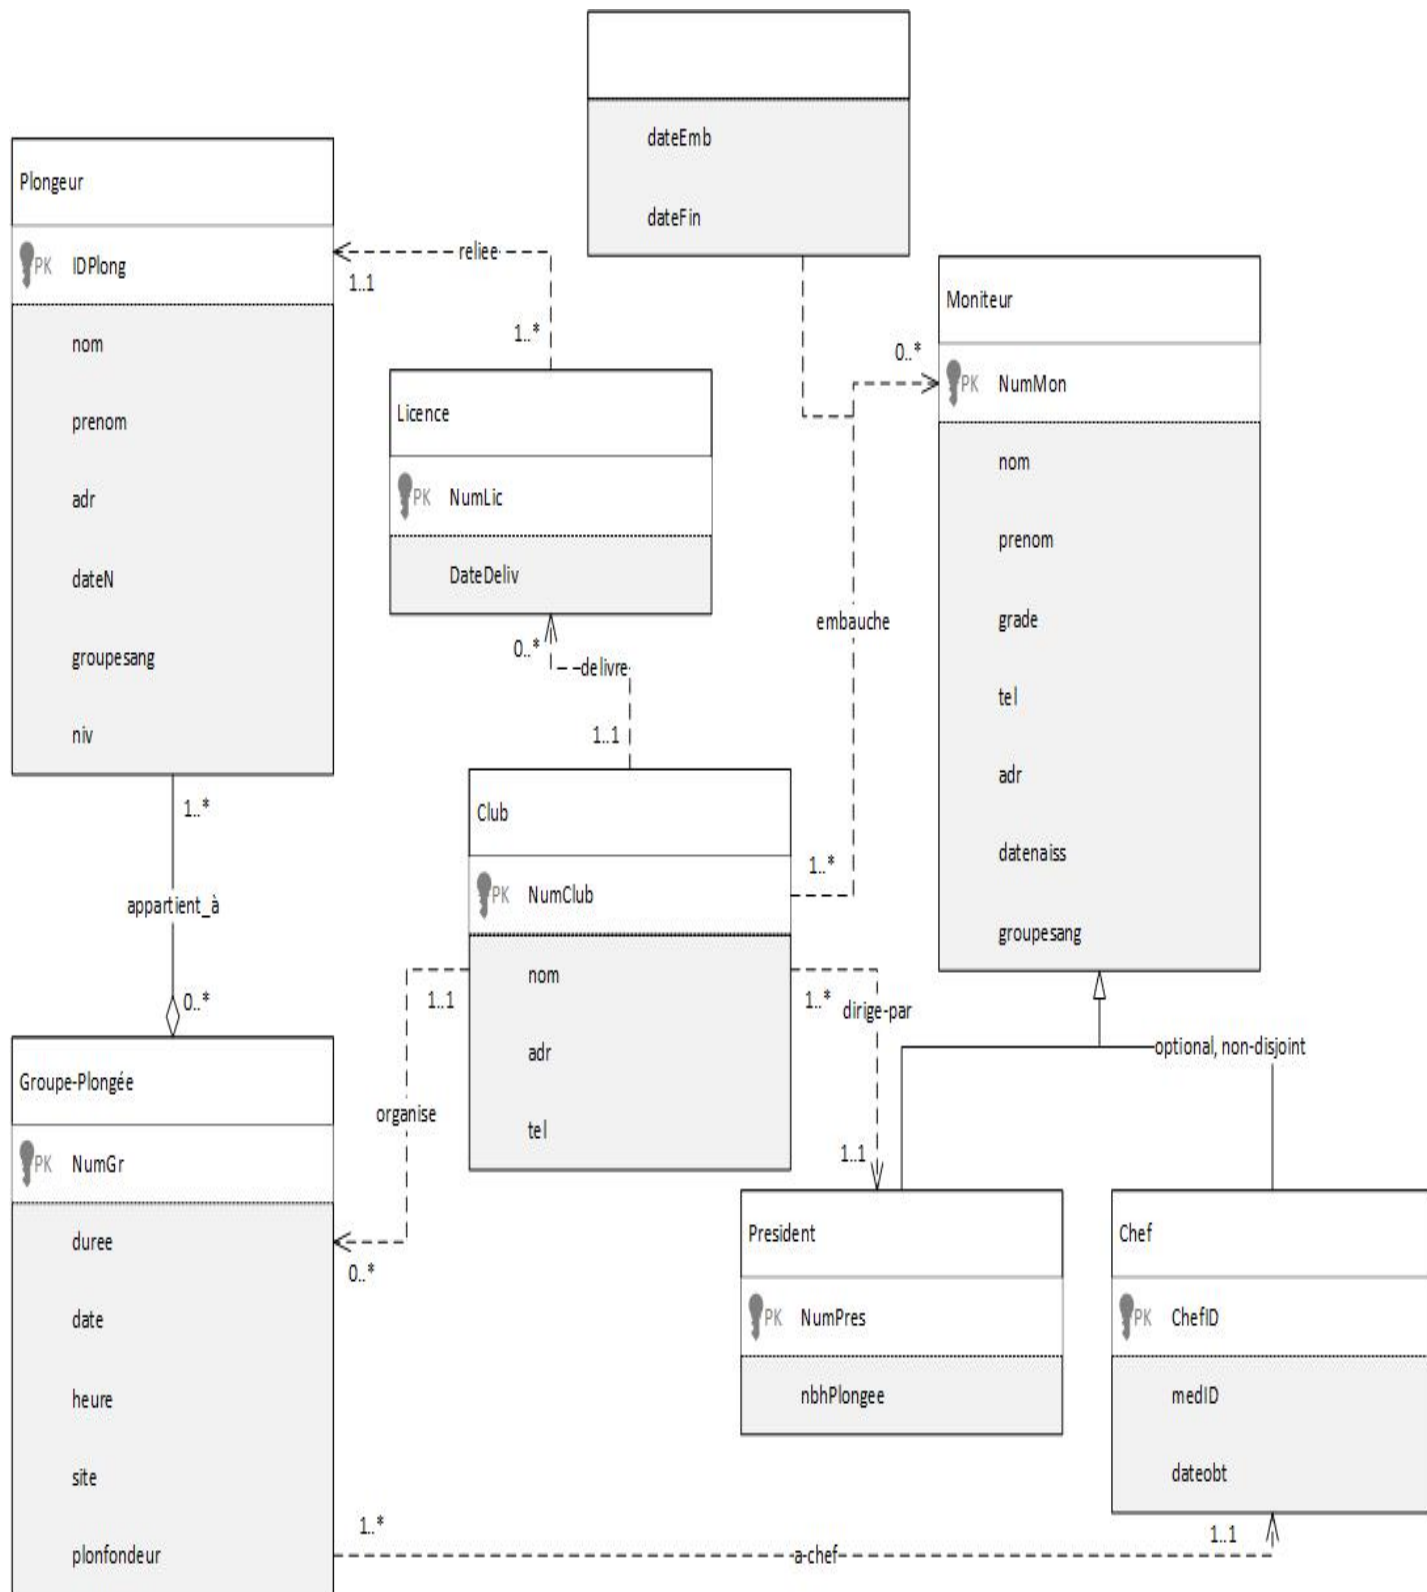 dateEmb
dateFin
Plongeur
PK IDPlong
nom
prenom
adr
dateN
groupesang
niv
reliee
1..1
1..*
Licence
PK NumLic
DateDeliv
0..*
delivre
1..1
Moniteur
0..*
PK NumMon
nom
prenom
grade
tel
adr
datenaiss
groupesang
embauche
1..*
appartient_à
0..*
Club
1..*
PK NumClub
nom
adr
tel
1..1
organise
0..*
1..*
dirige-par
1..1
optional, non-disjoint
Groupe-Plongée
PK NumGr
duree
date
heure
site
plonfondeur
President
PK NumPres
nbhPlongee
Chef
PK ChefID
medID
dateobt
1..*
a-chef
1..1